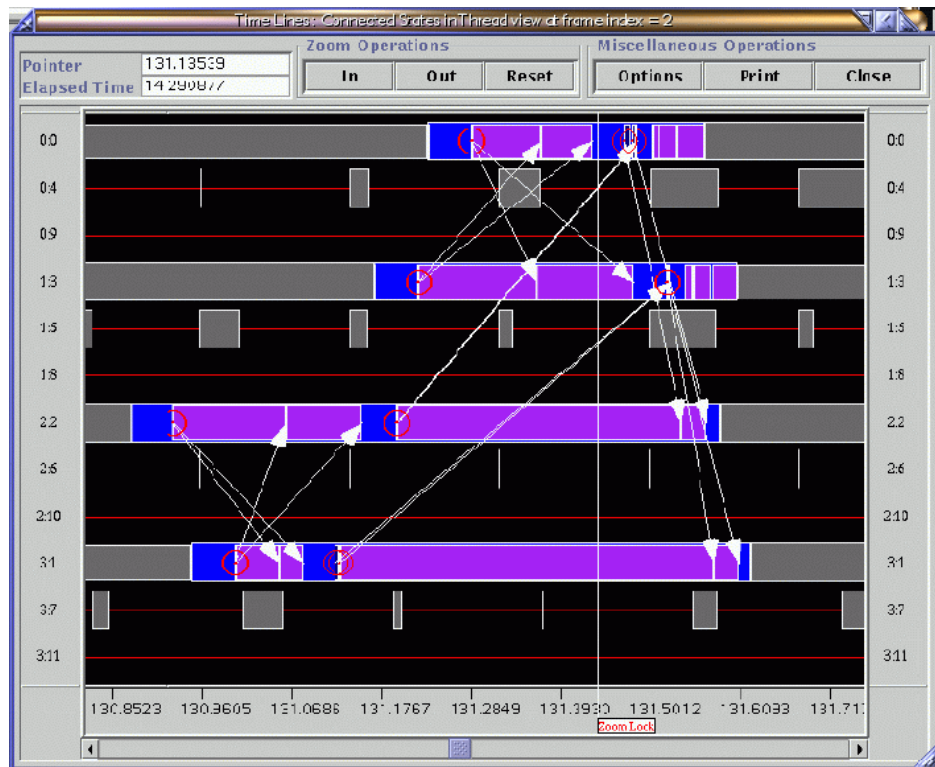 Time Lines: Connected States in Thread view at frame index = 2
Zoom Operations
Miscellaneous Operations
Pointer 131.13539
Elapsed Time 14.290877
In Out Reset
Options Print Close
0:0 0:0
0:4 0:4
0:9 0:9
1:3 1:3
1:5 1:5
1:8 1:8
2:2 2:2
2:6 2:6
2:10 2:10
3:1 3:1
3:7 3:7
3:11 3:11
130.8523 130.9605 131.0686 131.1767 131.2849 131.3930 131.5012 131.6093 131.717
Zoom Lock